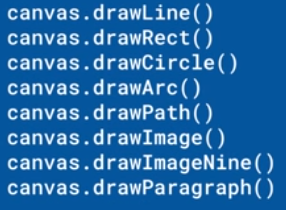 canvas.drawLine()
canvas.drawRect()
canvas.drawCircle()
canvas.drawArc()
canvas.drawPath()
canvas.drawImage()
canvas.drawImageNine()
canvas.drawParagraph()